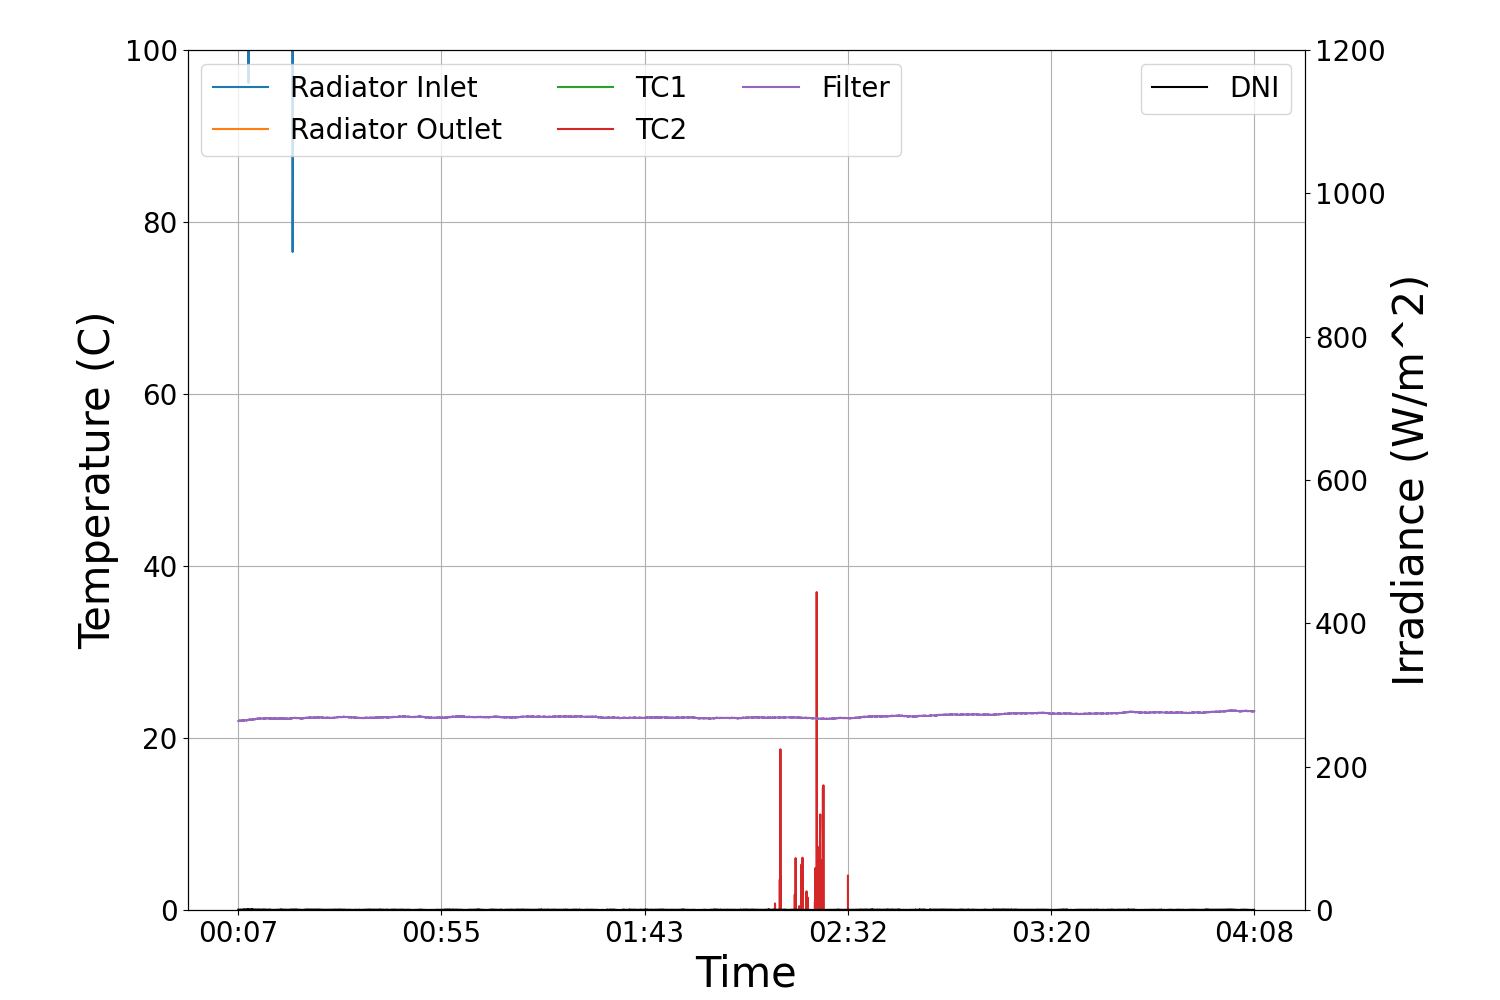 100
80
60
40
20
0
Temperature (C)
Radiator Inlet
Radiator Outlet
TC1
TC2
Filter
DNI
1200
1000
800
600
400
200
0
Irradiance (W/m^2)
00:07 00:55 01:43 02:32 03:20 04:08
Time